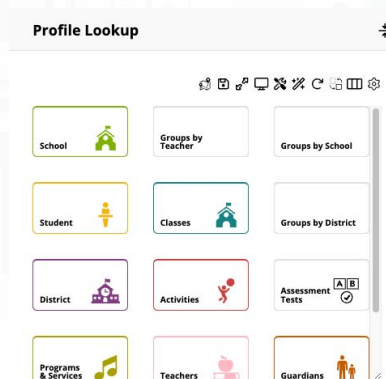 Profile Lookup
School
Groups by
Teacher
Groups by School
Student
Classes
Groups by District
District
Activities
Assessment
Tests
A B
Programs
& Services
Teachers
Guardians